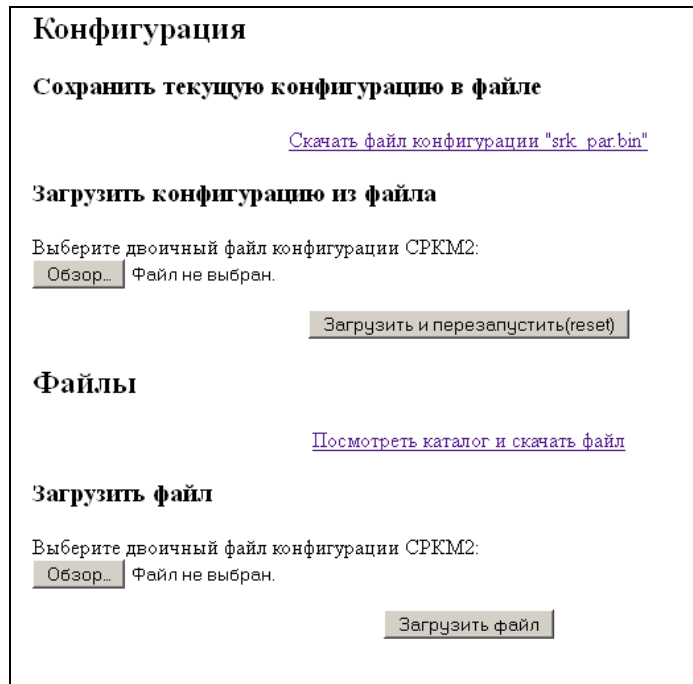 Конфигурация
Сохранить текущую конфигурацию в файле
Скачать файл конфигурации "srk_par.bin"
Загрузить конфигурацию из файла
Выберите двоичный файл конфигурации СРКМ2:
Обзор... Файл не выбран.
Загрузить и перезапустить(reset)
Файлы
Посмотреть каталог и скачать файл
Загрузить файл
Выберите двоичный файл конфигурации СРКМ2:
Обзор... Файл не выбран.
Загрузить файл